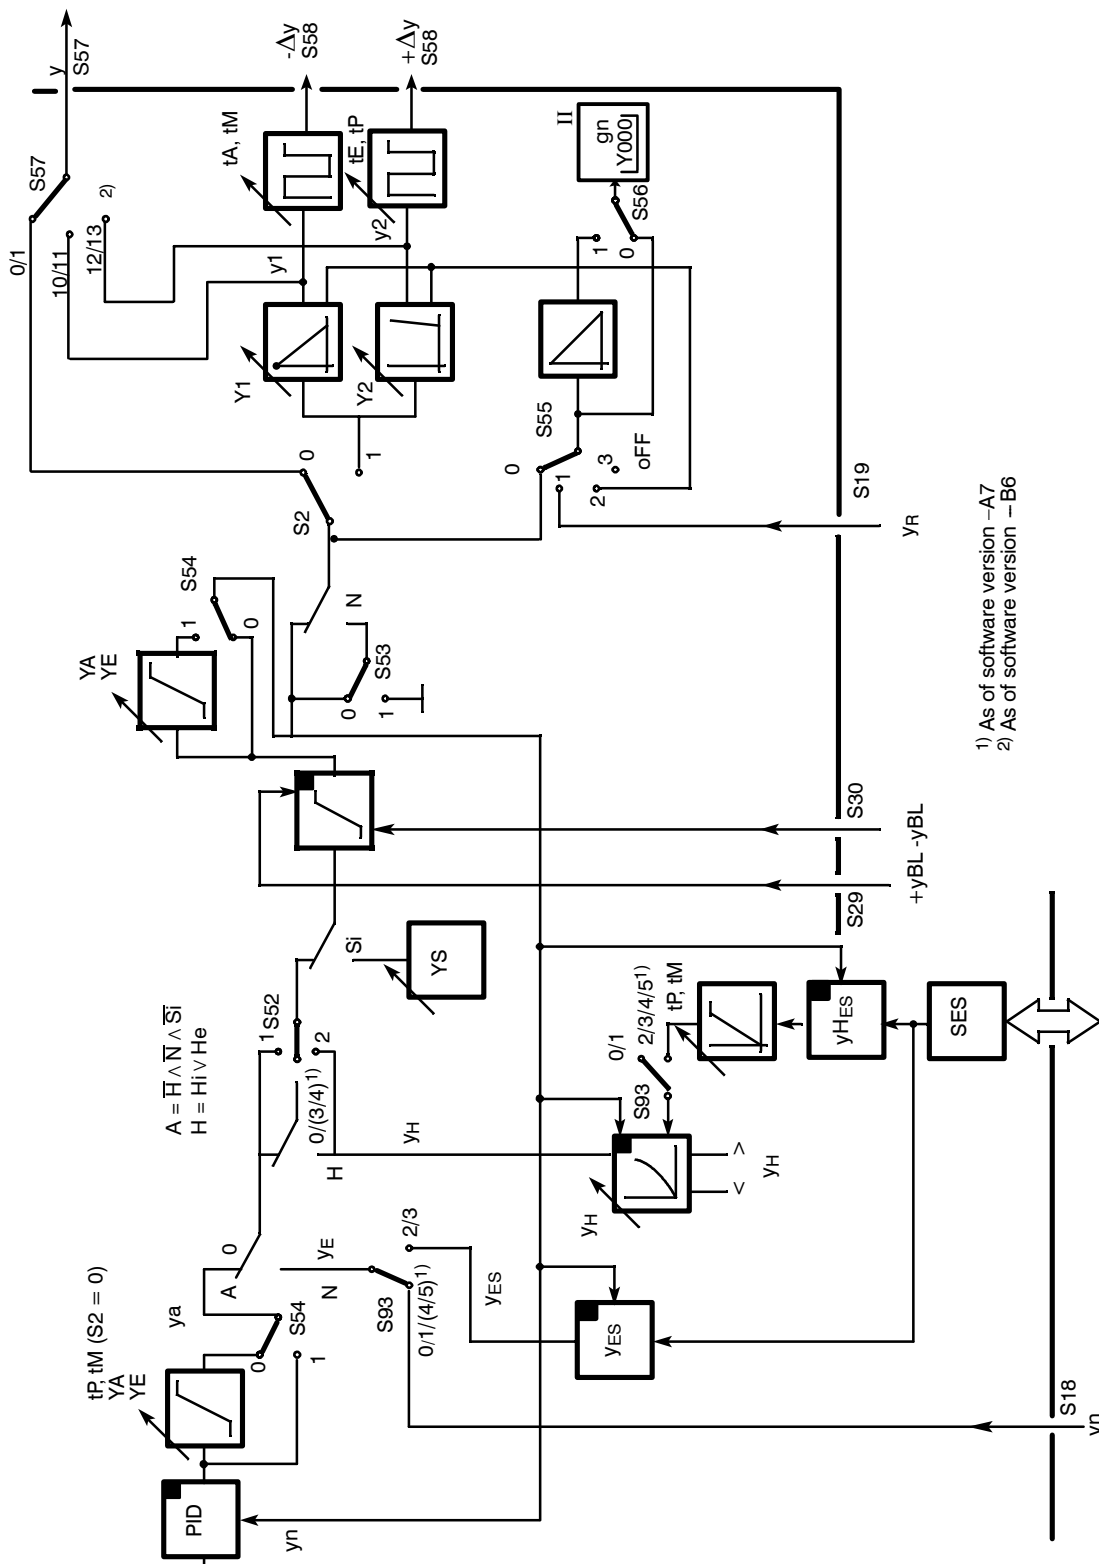 y
S57
-Δy
S58
+Δy
S58
S57
0/1
10/11
12/13
2)
tA, tM
tE, tP
y1
y2
Y1
Y2
II
gn
Y000
S56
1
0
S55
0
1
2
3
oFF
S2
0
1
S19
yR
S54
1
0
YA
YE
N
S53
0
1
1) As of software version –A7
2) As of software version –B6
S30
+yBL -yBL
S29
Si
YS
A = H ∧ N ∧ Si
H = Hi ∨ He
1
S52
2
0/(3/4)1)
H
yH
0/1
2/3/4/5 1)
S93
tP, tM
yHES
SES
yH
< >
yH
tP, tM (S2 = 0)
YA
YE
ya
A
0
N
yE
S54
0
1
S93
2/3
0/1/(4/5)1)
yES
yES
PID
yn
S18
yn